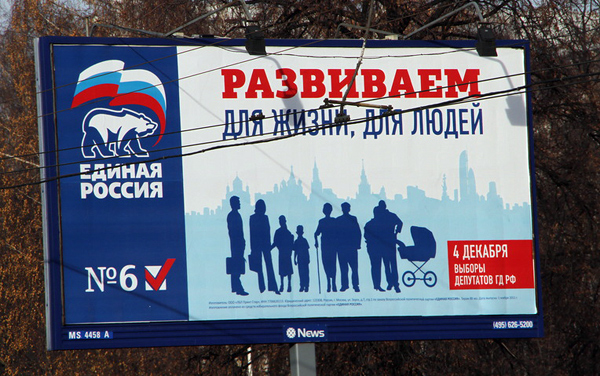 РАЗВИВАЕМ
ДЛЯ ЖИЗНИ, ДЛЯ ЛЮДЕЙ
ЕДИНАЯ
РОССИЯ
№6
4 ДЕКАБРЯ
ВЫБОРЫ
ДЕПУТАТОВ ГД РФ
MS 4458 A
News
(495) 626-5200